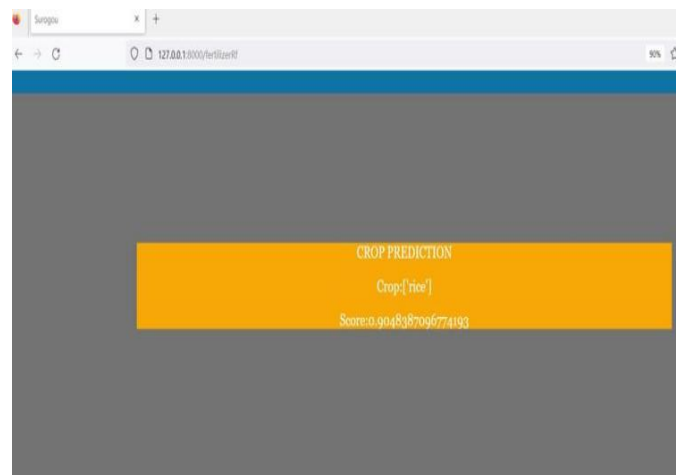 Surogou
127.0.0.1:8000/fertilizerRf
90%
CROP PREDICTION
Crop:['rice']
Score:0.9048387096774193